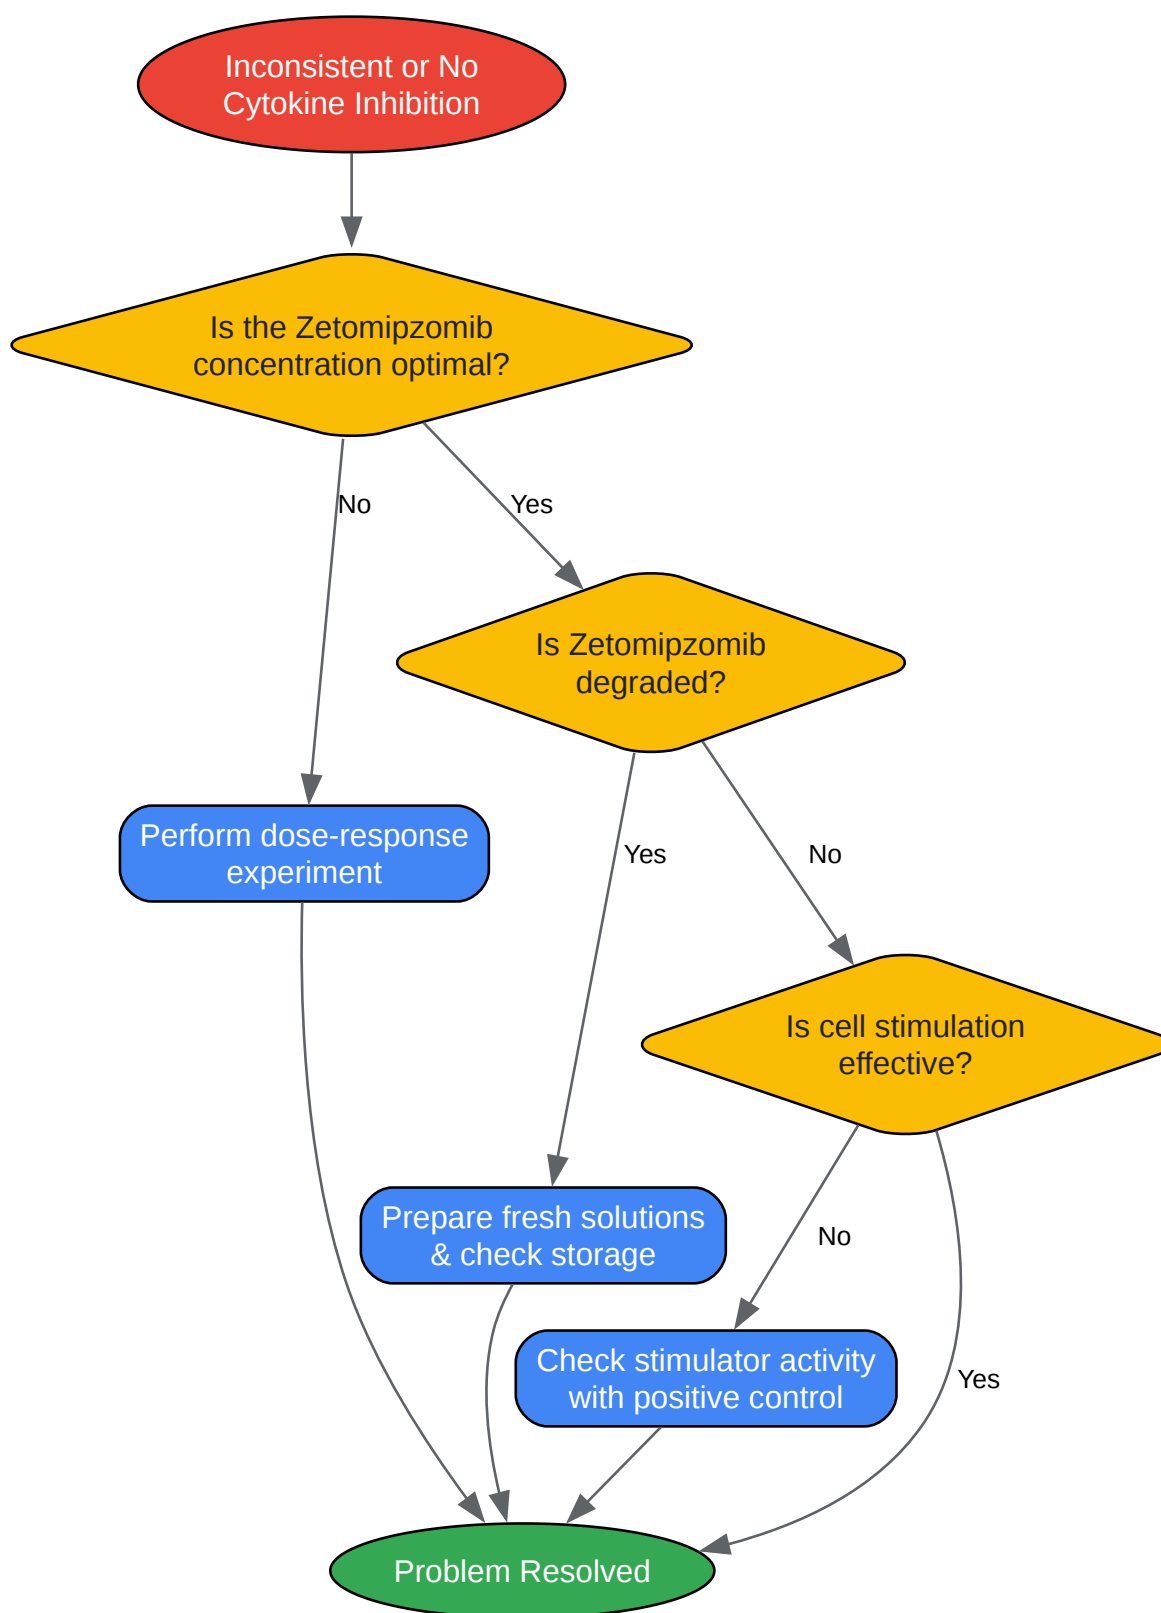 Inconsistent or No
Cytokine Inhibition
Is the Zetomipzomib
concentration optimal?
No
Yes
Is Zetomipzomib
degraded?
Perform dose-response
experiment
Yes
No
Is cell stimulation
effective?
Prepare fresh solutions
& check storage
No
Check stimulator activity
with positive control
Yes
Problem Resolved